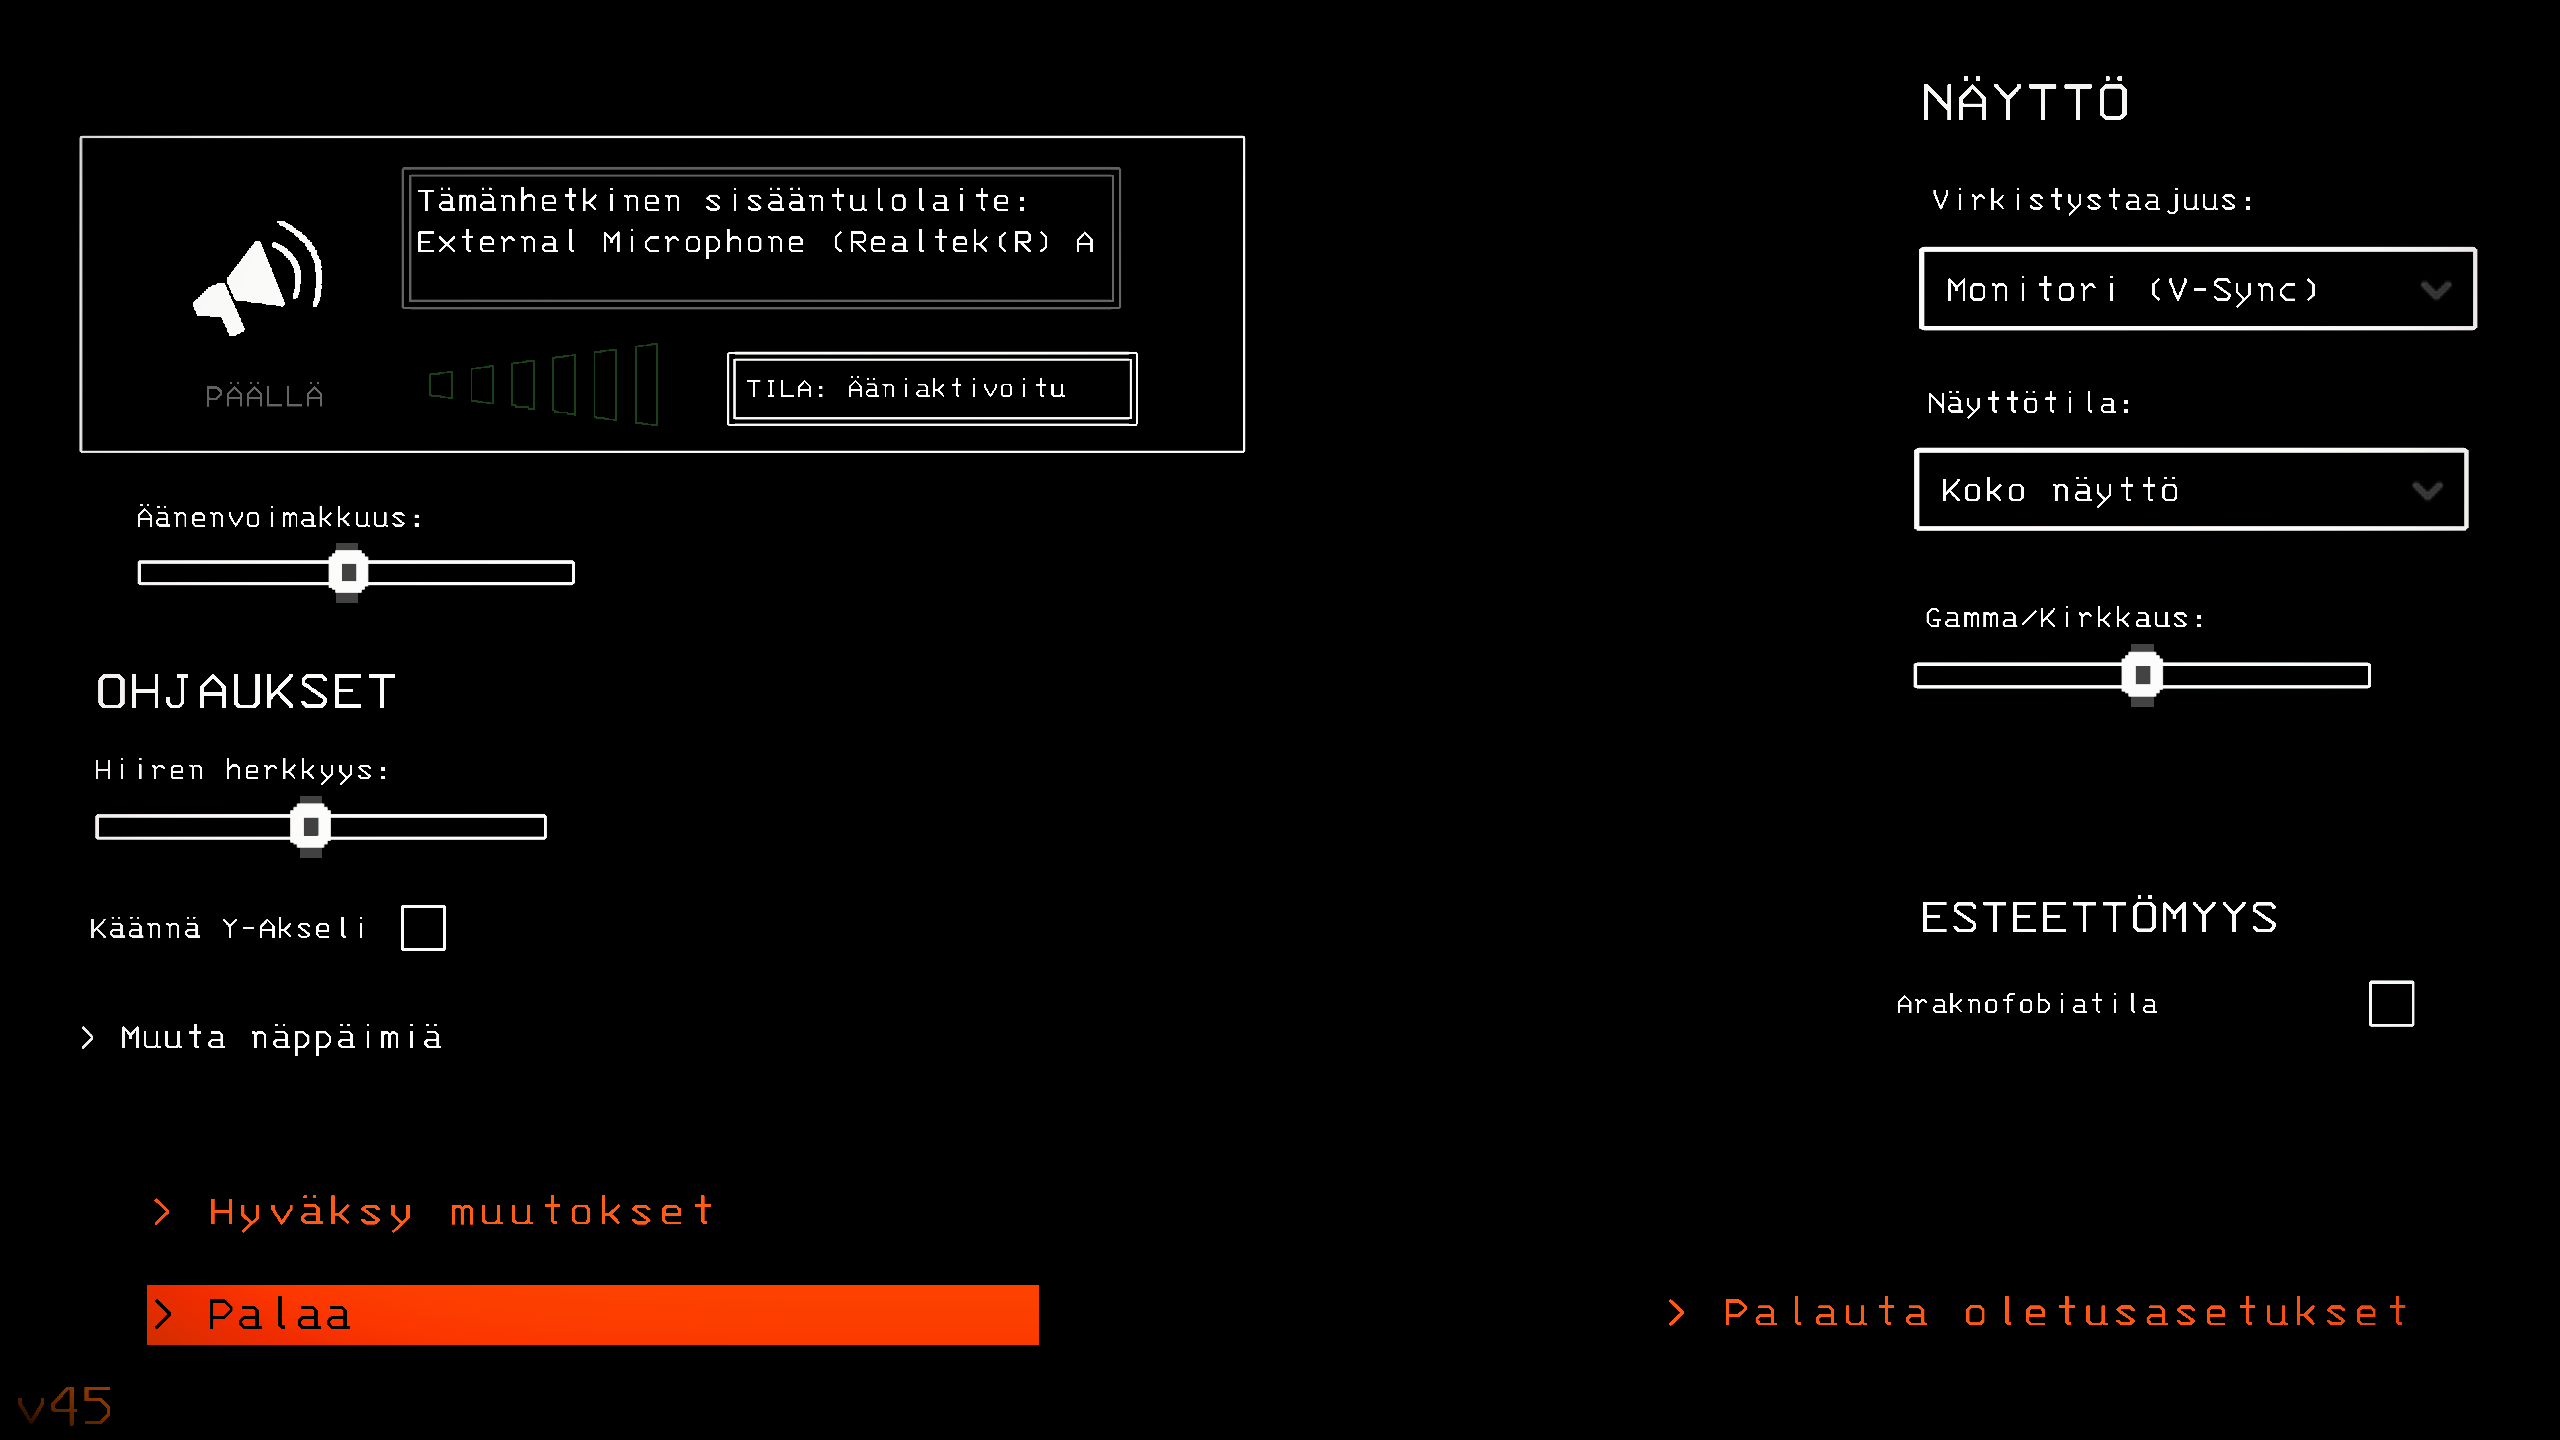 Tämänhetkinen sisääntulolaite:
External Microphone (Realtek(R) A
PÄÄLLÄ
TILA: Ääniaktivoitu
Äänenvoimakkuus:
OHJAUKSET
Hiiren herkkyys:
Käännä Y-Akseli
> Muuta näppäimiä
NÄYTTÖ
Virkistystaajuus:
Monitori (V-Sync)
Näyttötila:
Koko näyttö
Gamma/Kirkkaus:
ESTEETTÖMYYS
Araknofobiatila
> Hyväksy muutokset
> Palaa
> Palauta oletusasetukset
v45